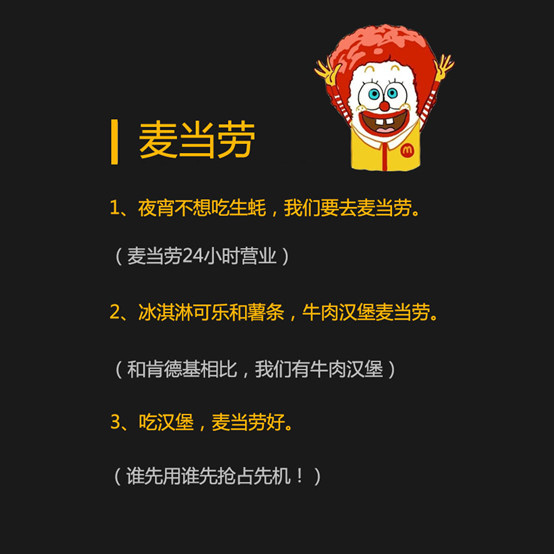 麦当劳
1、夜宵不想吃生蚝，我们要去麦当劳。
（麦当劳24小时营业）
2、冰淇淋可乐和薯条，牛肉汉堡麦当劳。
（和肯德基相比，我们有牛肉汉堡）
3、吃汉堡，麦当劳好。
（谁先用谁先抢占先机！）